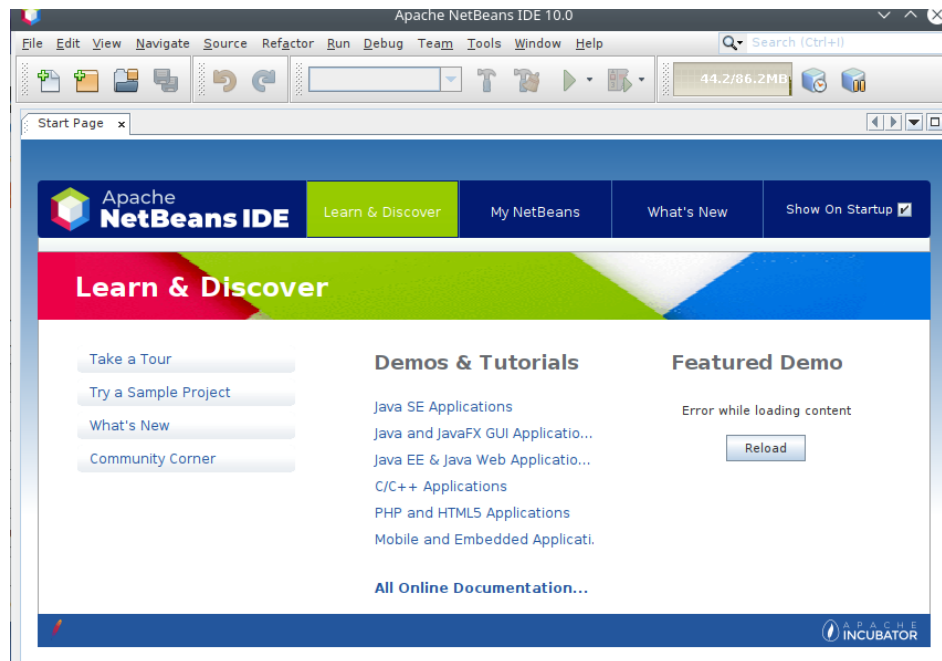 Apache NetBeans IDE 10.0
File Edit View Navigate Source Refactor Run Debug Team Tools Window Help
Search (Ctrl+I)
44.2/86.2MB
Start Page x
Apache
NetBeans IDE
Learn & Discover
My NetBeans
What's New
Show On Startup
Learn & Discover
Take a Tour
Try a Sample Project
What's New
Community Corner
Demos & Tutorials
Java SE Applications
Java and JavaFX GUI Applicatio...
Java EE & Java Web Applicatio...
C/C++ Applications
PHP and HTML5 Applications
Mobile and Embedded Applicati.
All Online Documentation...
Featured Demo
Error while loading content
Reload
APACHE
INCUBATOR